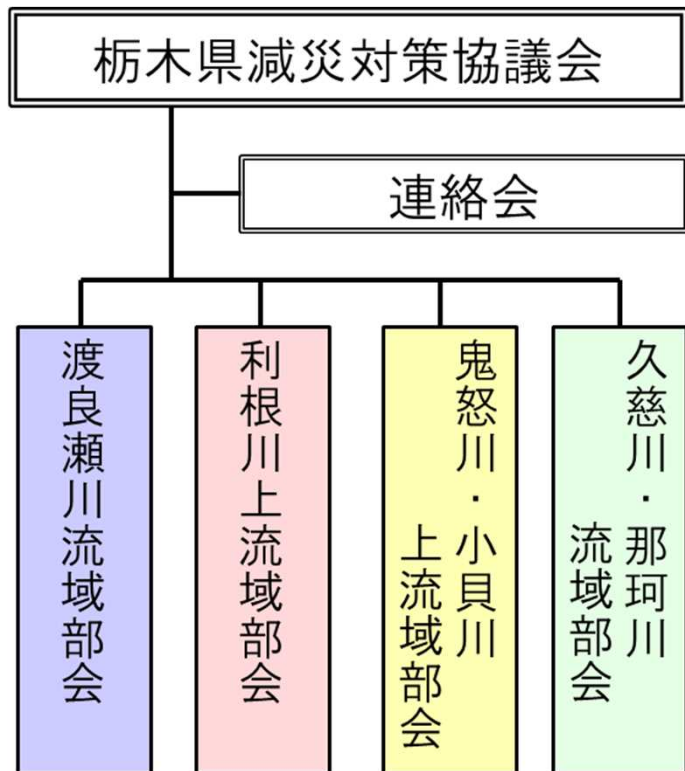 栃木県減災対策協議会
連絡会
渡良瀬川流域部会
利根川上流域部会
鬼怒川・小貝川
上流域部会
久慈川・那珂川
流域部会